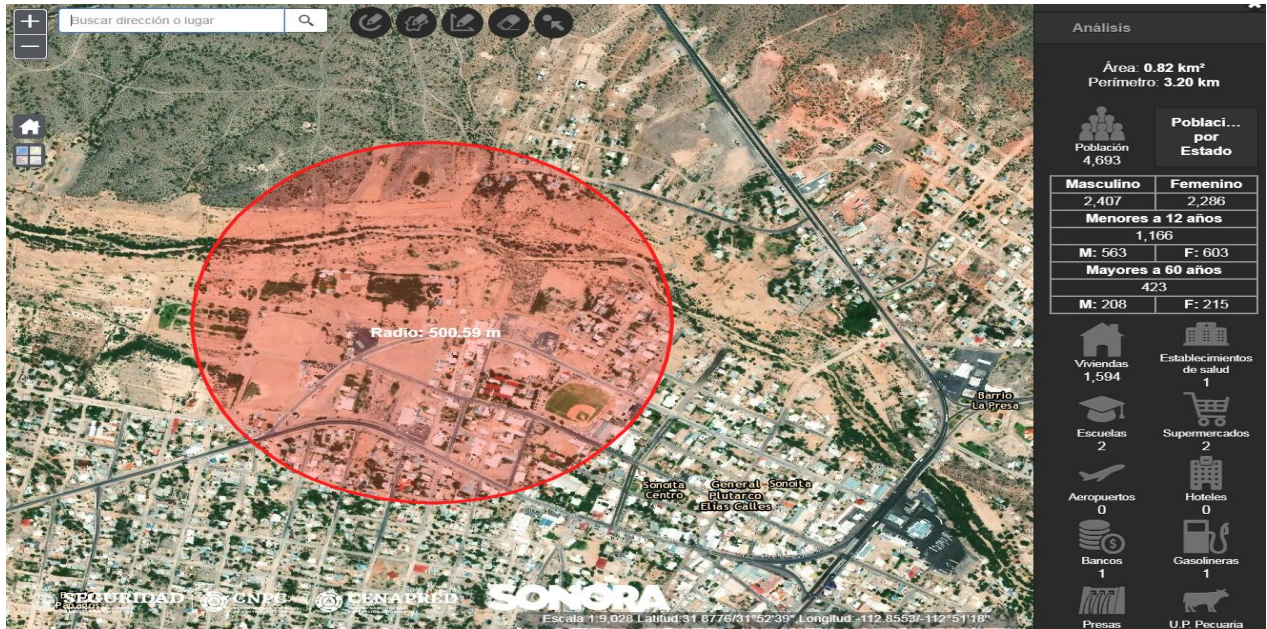 Buscar dirección o lugar
Radio: 500.59 m
Barrio
La Presa
Sonoita
Centro
General
Plutarco
Elías Calles
Sonoita
SEGURIDAD
CNPC
CENAPRED
SONORA
Escala 1:9,028 Latitud:31.8776/31°52'39",Longitud:-112.8553/-112°51'18"
Análisis
Área: 0.82 km²
Perímetro: 3.20 km
Población
4,693
Poblaci...
por
Estado
Masculino Femenino
2,407 2,286
Menores a 12 años
1,166
M: 563 F: 603
Mayores a 60 años
423
M: 208 F: 215
Viviendas
1,594
Establecimientos
de salud
1
Escuelas
2
Supermercados
2
Aeropuertos
0
Hoteles
0
Bancos
1
Gasolineras
1
Presas
U.P. Pecuaria